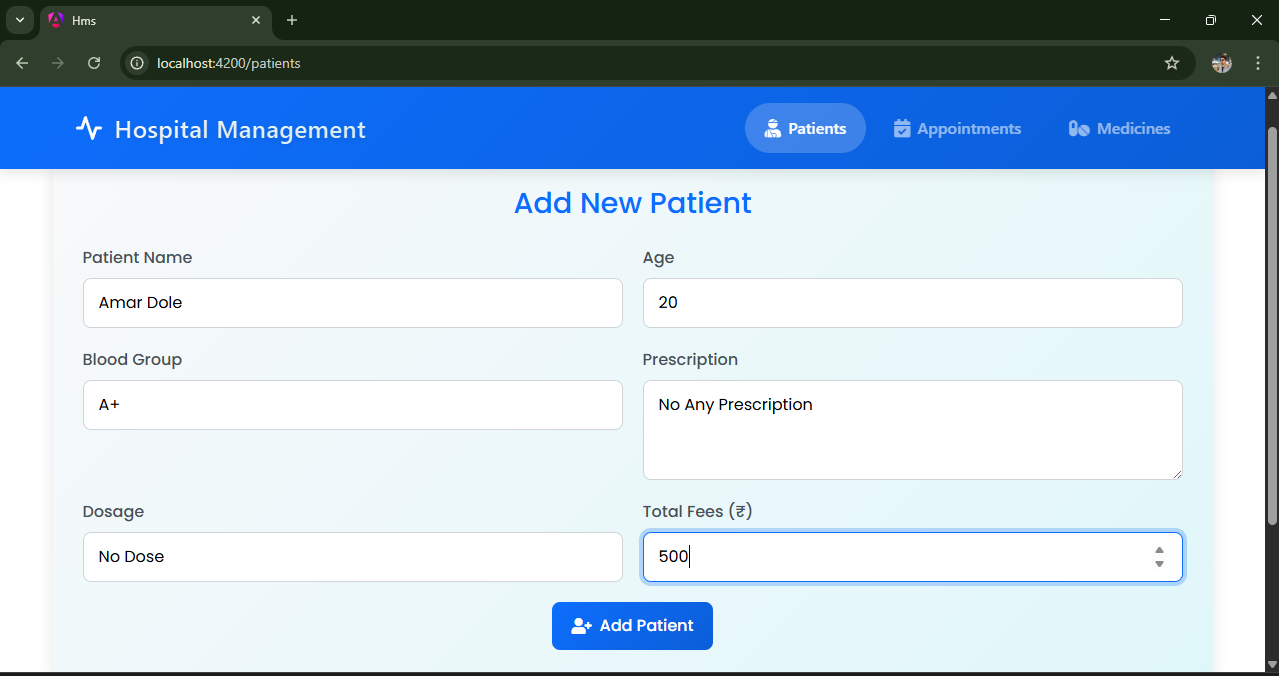 Hms
localhost:4200/patients
Hospital Management
Patients
Appointments
Medicines
Add New Patient
Patient Name
Age
Amar Dole
20
Blood Group
Prescription
A+
No Any Prescription
Dosage
Total Fees (₹)
No Dose
500
Add Patient